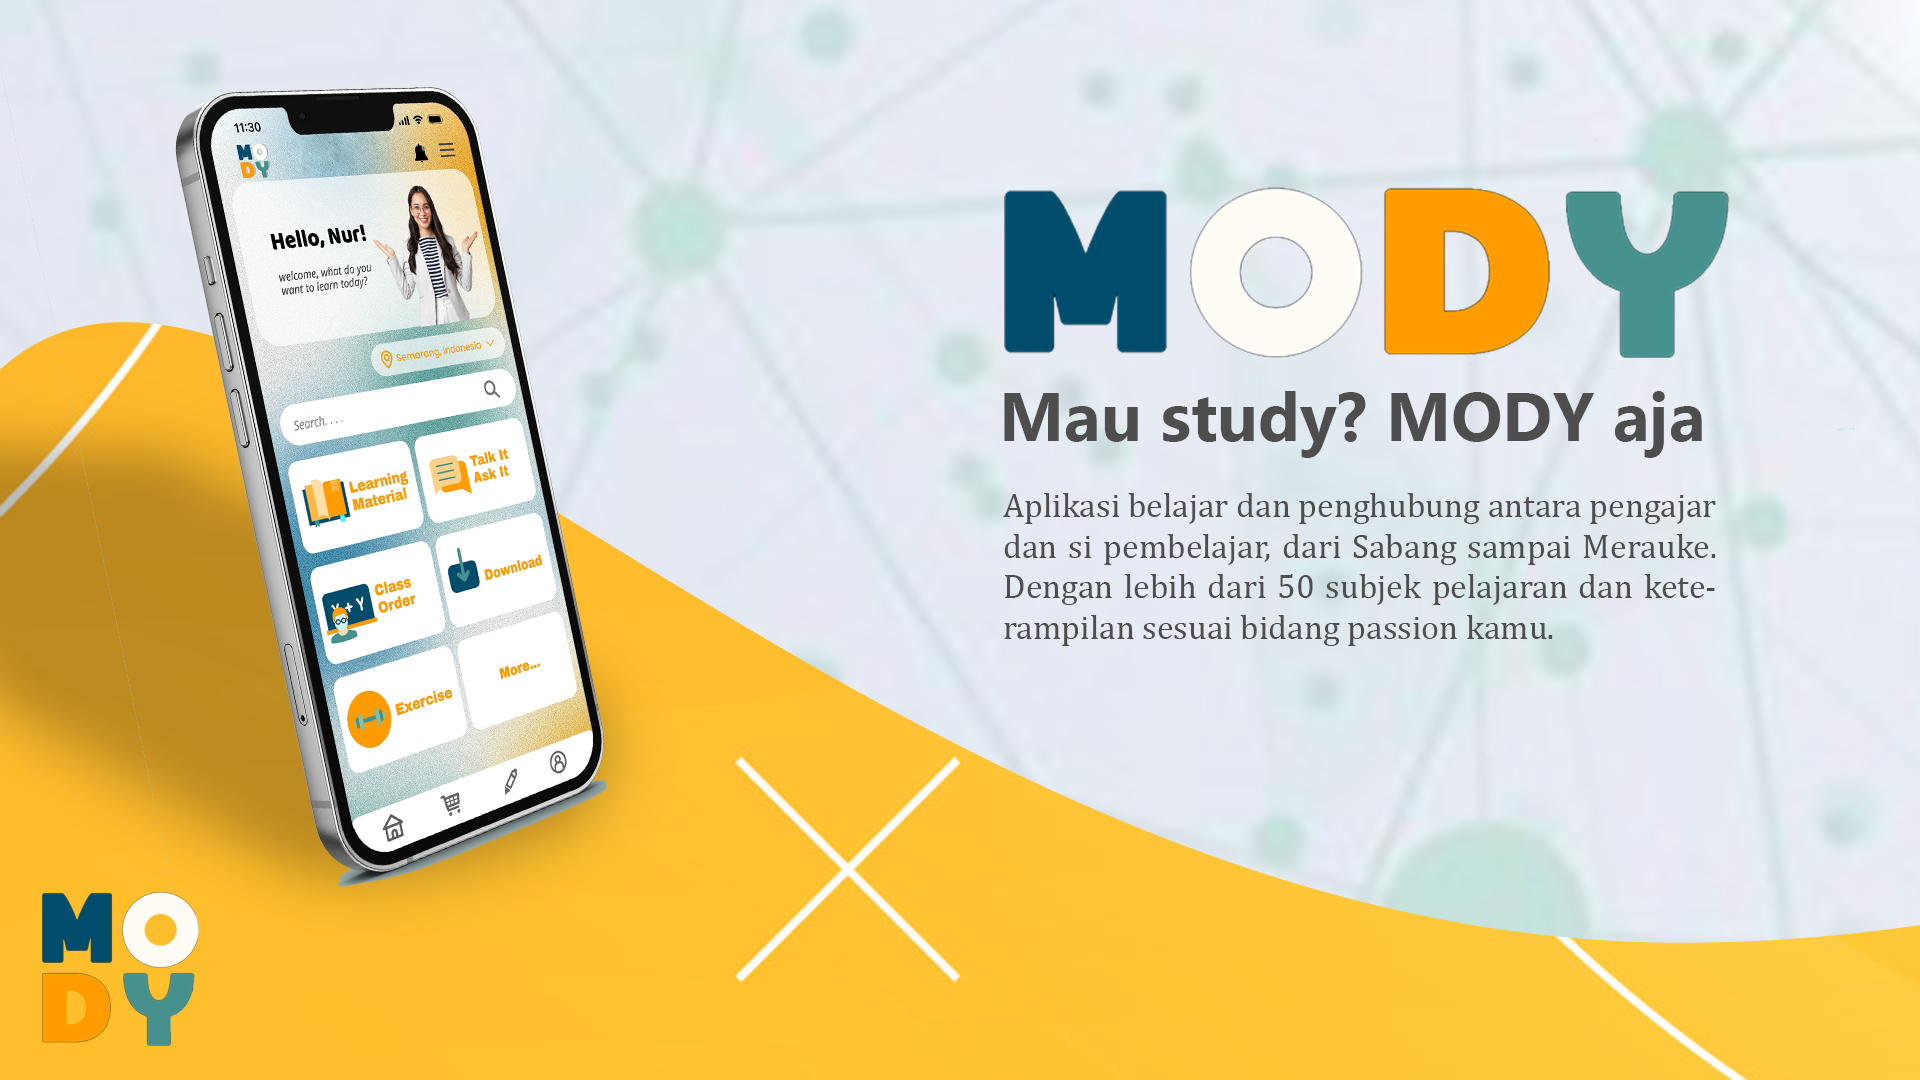 11:30
MO
DY
Hello, Nur!
welcome, what do you
want to learn today?
Semarang, Indonesia
Search. . . .
Learning
Material
Talk It
Ask It
Y + Y
Class
Order
Download
Exercise
More...
MODY
Mau study? MODY aja
Aplikasi belajar dan penghubung antara pengajar
dan si pembelajar, dari Sabang sampai Merauke.
Dengan lebih dari 50 subjek pelajaran dan kete-
rampilan sesuai bidang passion kamu.
MO
DY